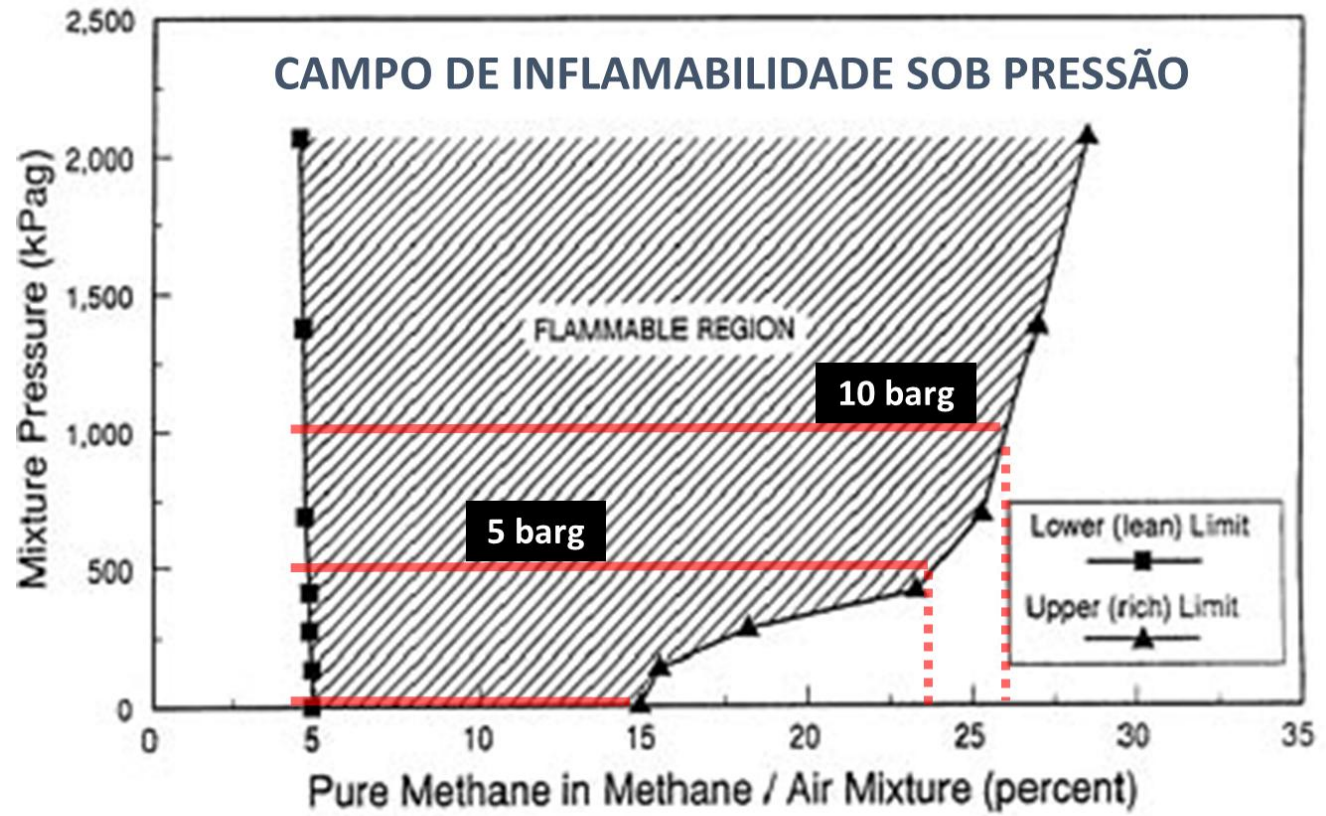 CAMPO DE INFLAMABILIDADE SOB PRESSÃO
Mixture Pressure (kPag)
2,500
2,000
1,500
1,000
500
0
FLAMMABLE REGION
10 barg
5 barg
Lower (lean) Limit
Upper (rich) Limit
0 5 10 15 20 25 30 35
Pure Methane in Methane / Air Mixture (percent)